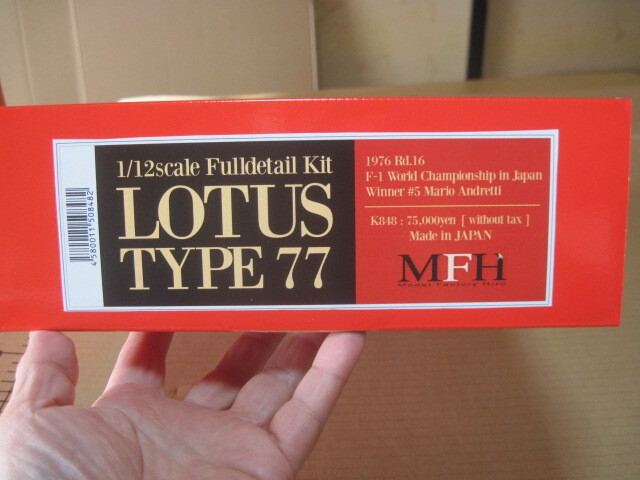 4580011508482
1/12scale Fulldetail Kit
LOTUS
TYPE 77
1976 Rd.16
F-1 World Championship in Japan
Winner #5 Mario Andretti
K848 : 75,000yen [ without tax ]
Made in JAPAN
MFH
Model Factory Hiro